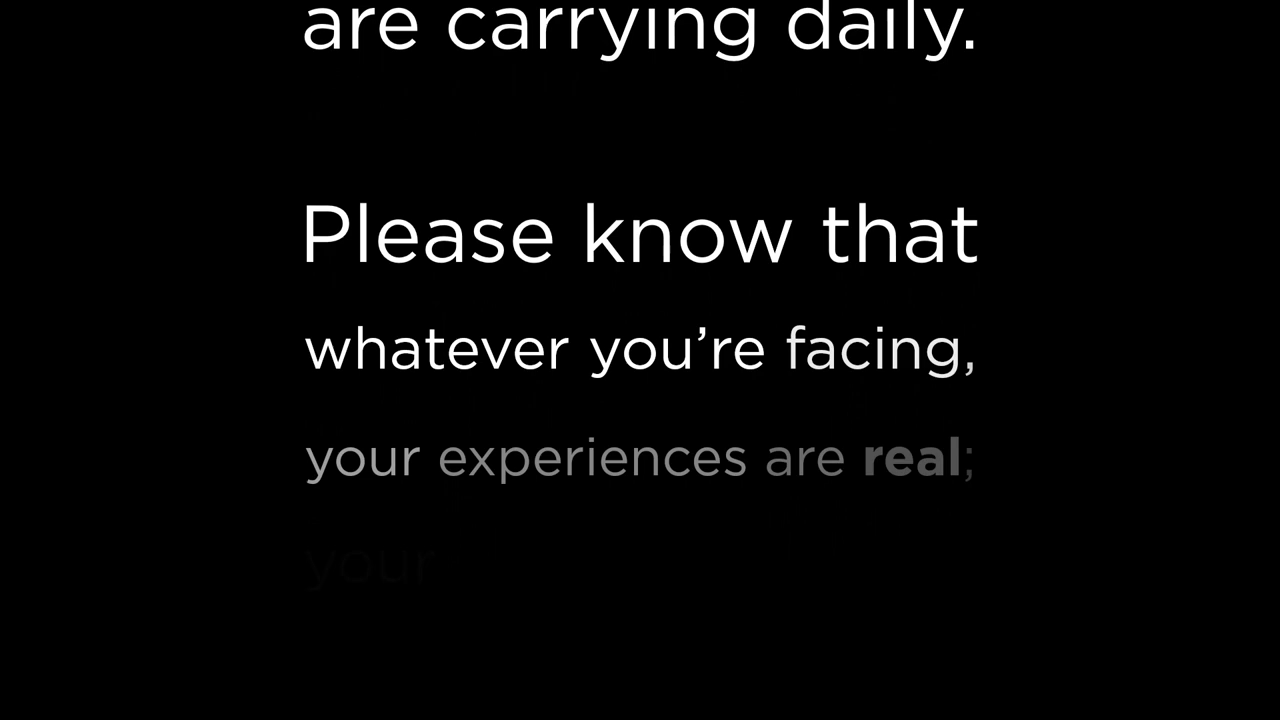 are carrying daily.
Please know that
whatever you’re facing,
your experiences are real;
your